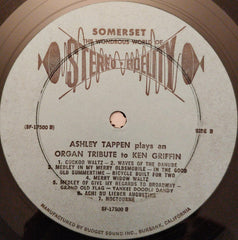 SOMERSET
THE WONDROUS WORLD OF
STEREO-FIDELITY
(SF-17500 B)
SIDE B
ASHLEY TAPPEN plays an
ORGAN TRIBUTE to KEN GRIFFIN
1. CUCKOO WALTZ - 2. WAVES OF THE DANUBE
3. MEDLEY IN MY MERRY OLDSMOBILE - IN THE GOOD
OLD SUMMERTIME - BICYCLE BUILT FOR TWO
4. MERRY WIDOW WALTZ
5. MEDLEY OF GIVE MY REGARDS TO BROADWAY -
GRAND OLD FLAG - YANKEE DOODLE DANDY
6. ACH! DU LIEBER AUGUSTINE
7. NOCTURNE
SF-17500 B
MANUFACTURED BY BUDGET SOUND INC., BURBANK, CALIFORNIA